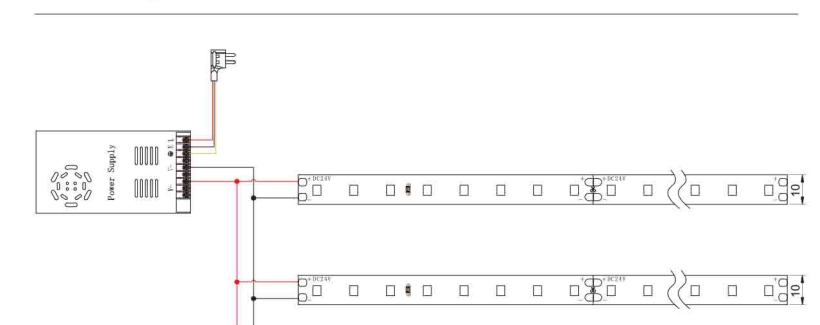 Power Supply
+DC24V
+
+DC24V
+
-
-
-
10
+DC24V
+
+DC24V
+
-
-
-
10